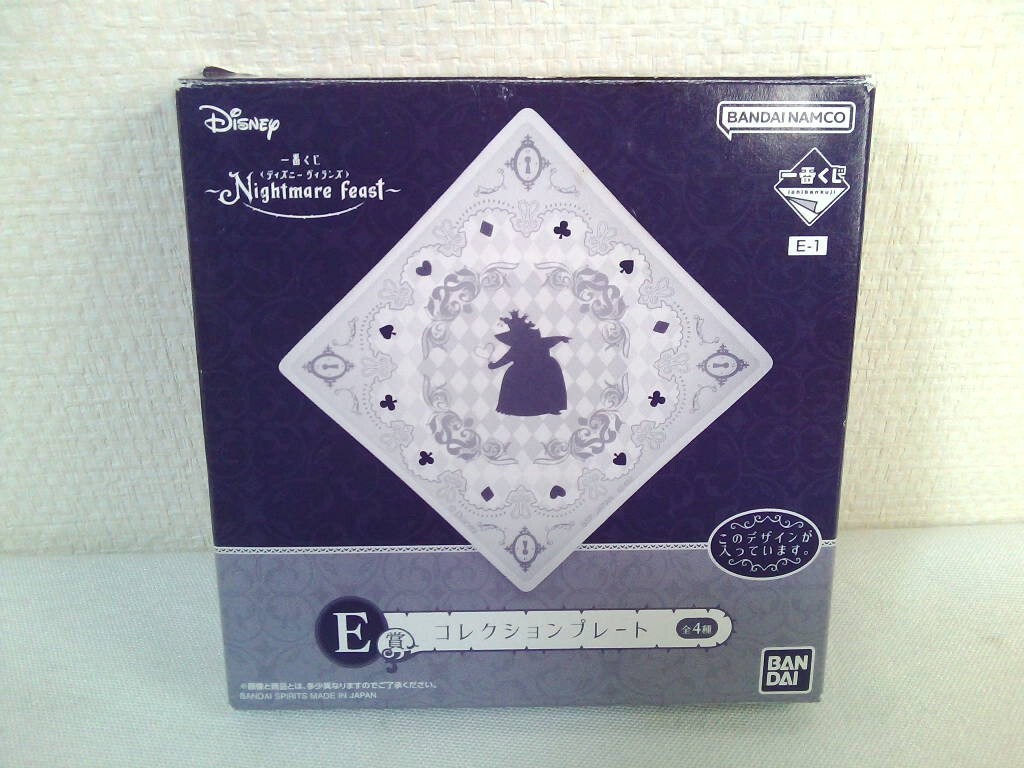 Disney
一番くじ
〈ディズニー ヴィランズ〉
~Nightmare feast~
BANDAI NAMCO
一番くじ
ichibankuji
E-1
このデザインが
入っています。
E賞 コレクションプレート 全4種
※画像と商品とは、多少異なりますのでご了承ください。
BANDAI SPIRITS MADE IN JAPAN
BAN
DAI